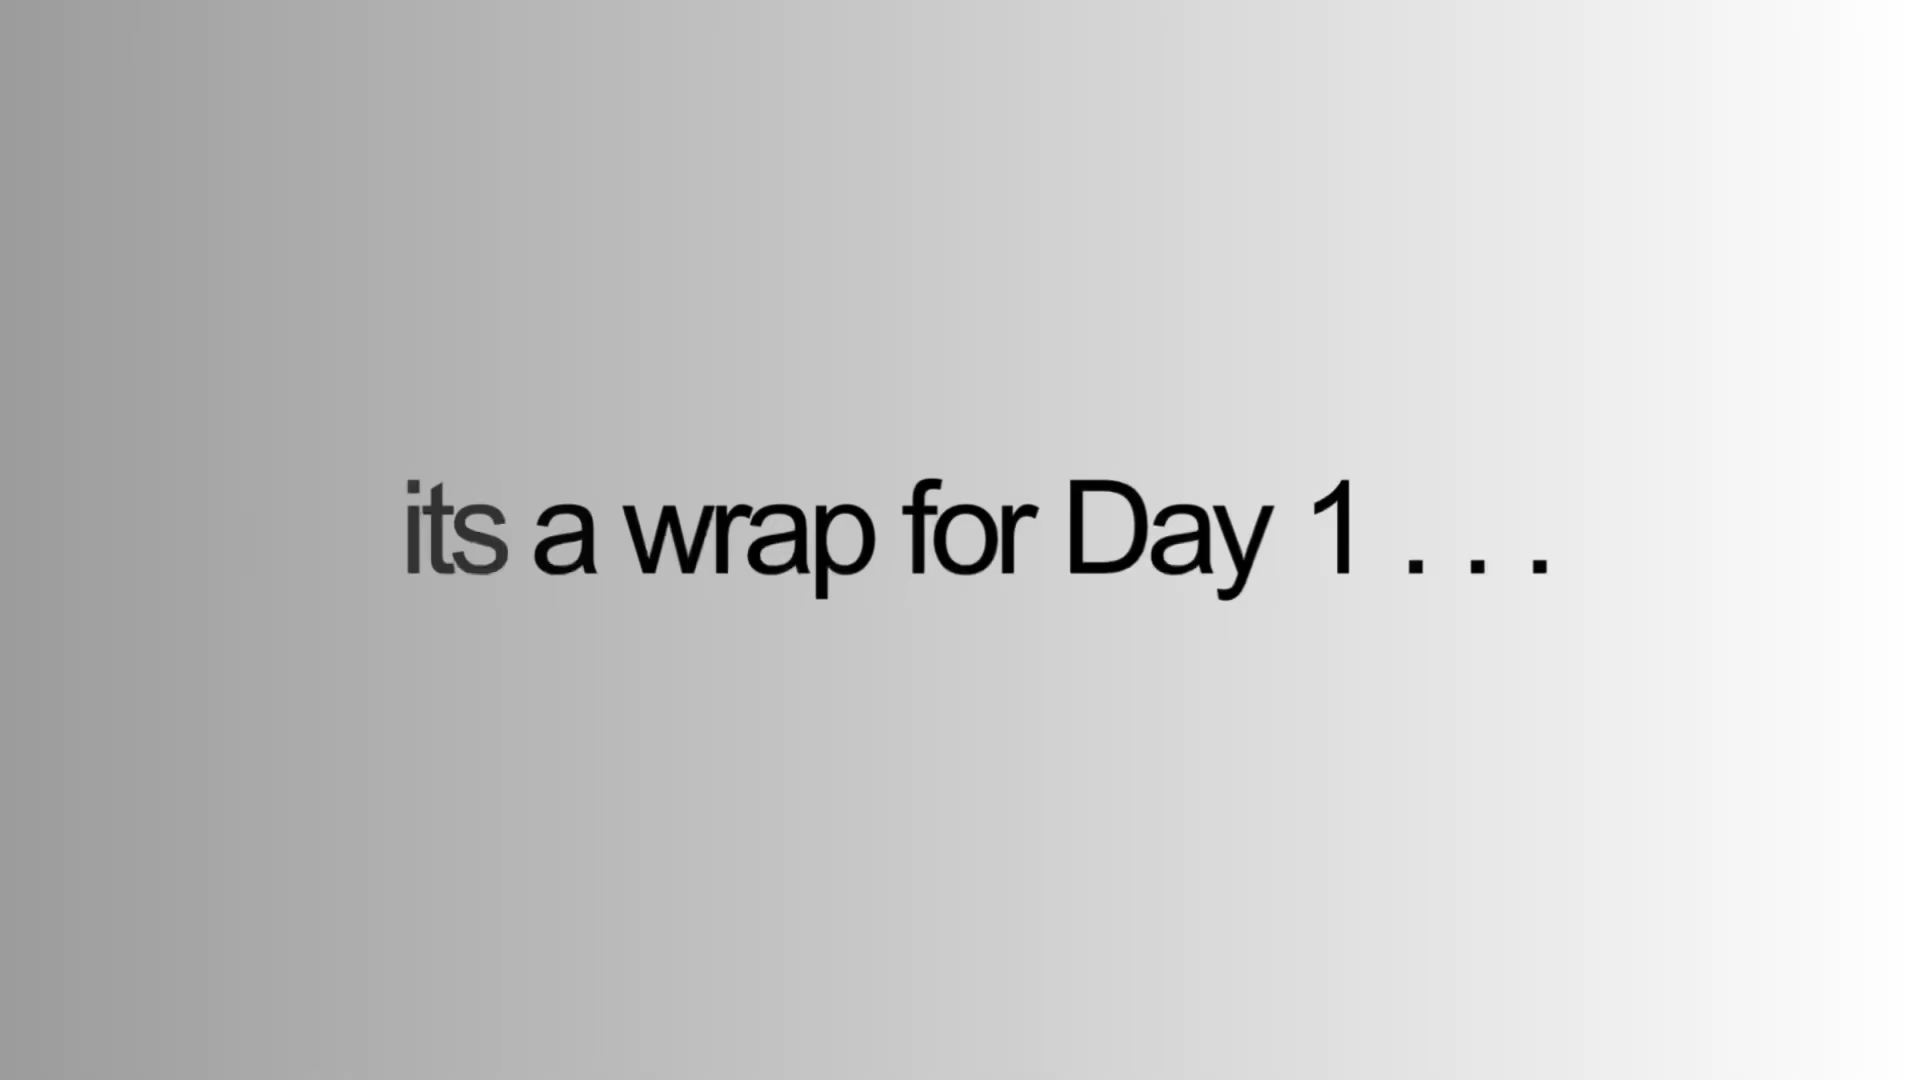 its a wrap for Day 1 . . .